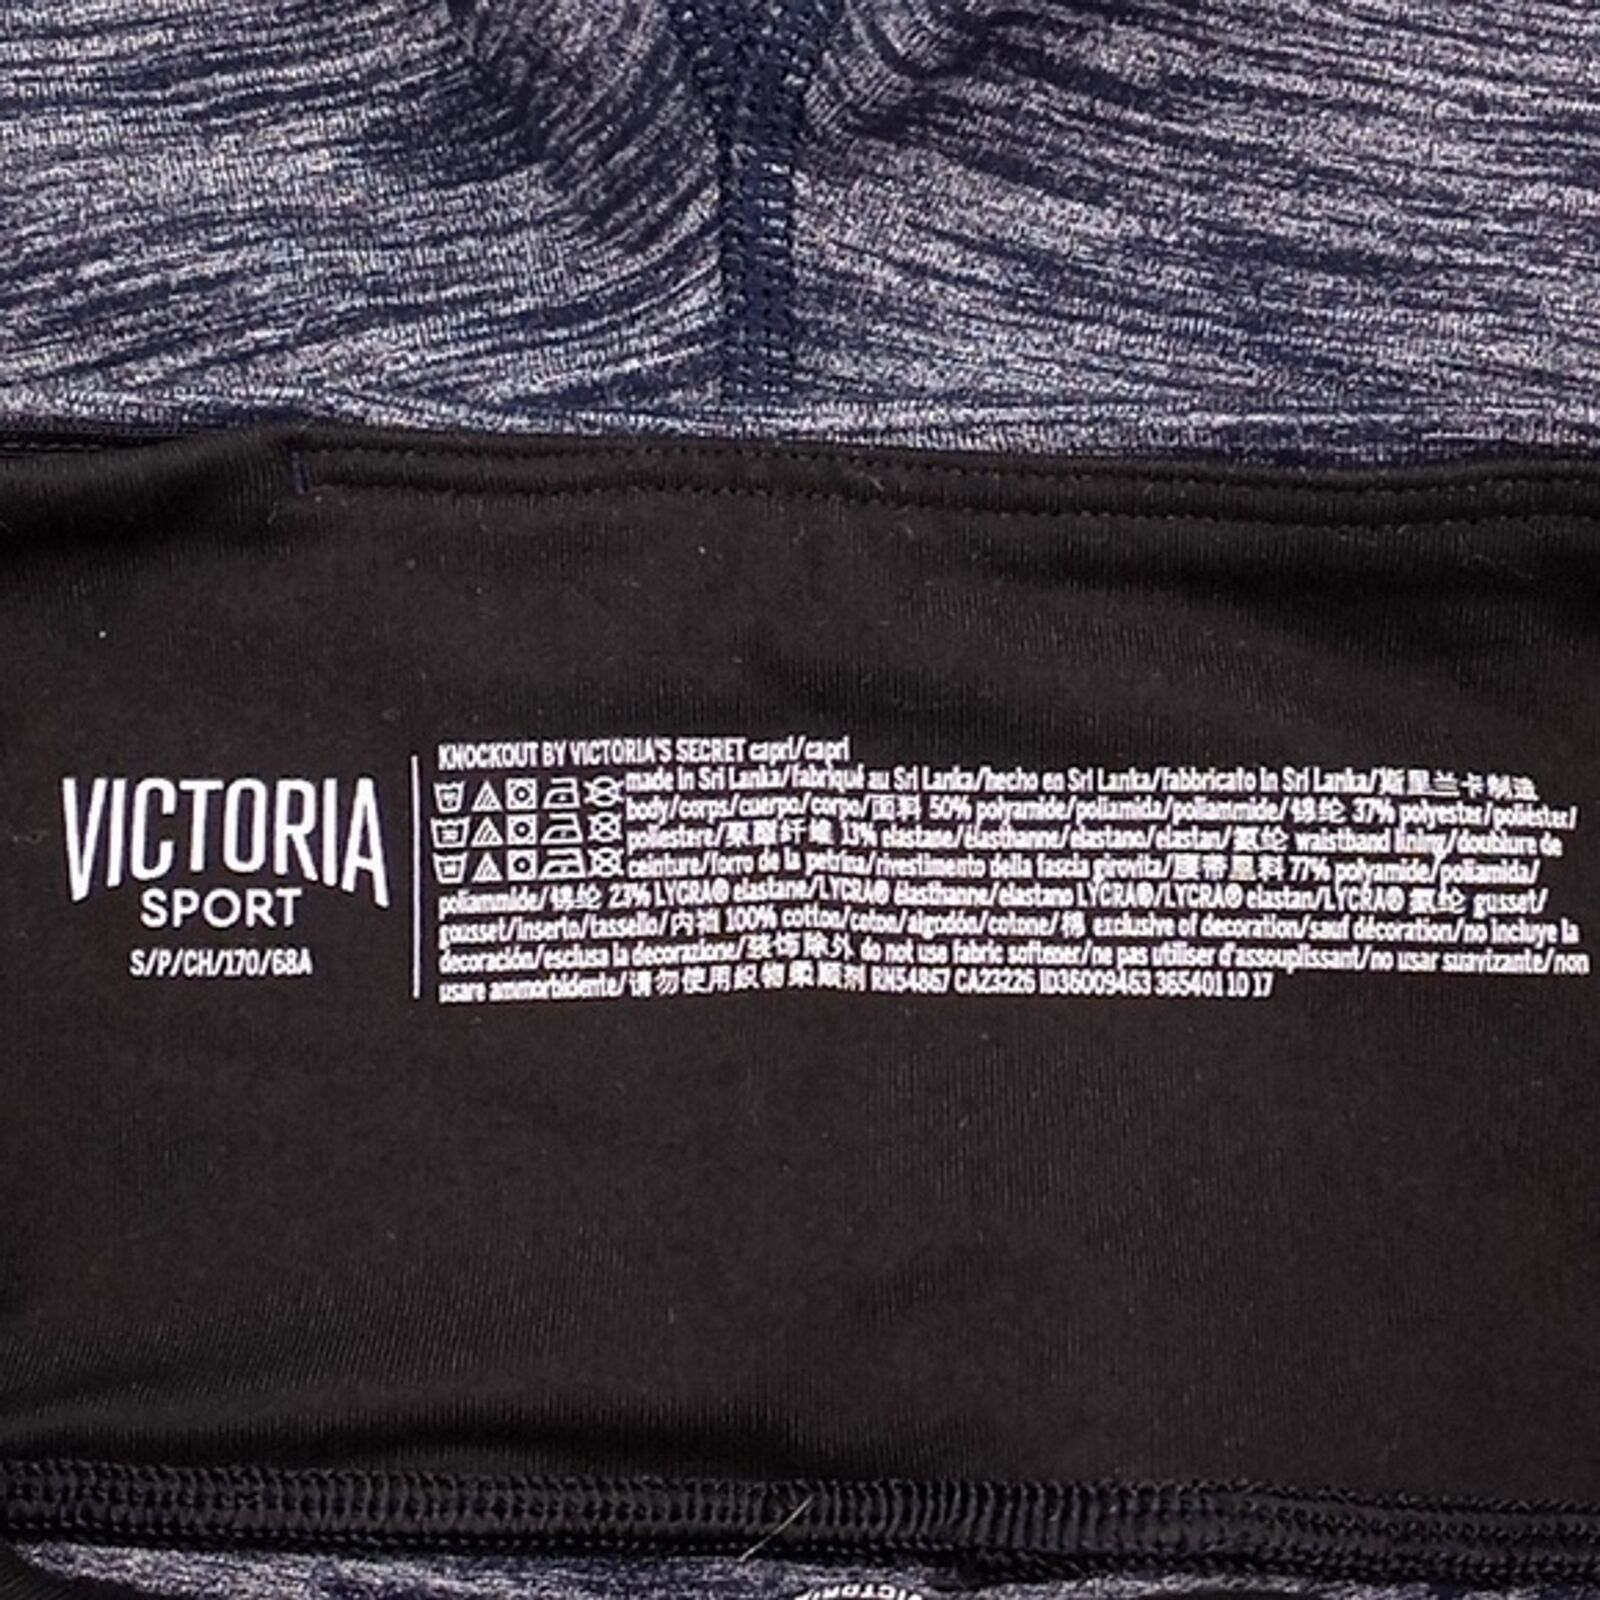 VICTORIA
SPORT
S/P/CH/170/68A
KNOCKOUT BY VICTORIA'S SECRET capri/capri
made in Sri Lanka/fabriqué au Sri Lanka/hecho en Sri Lanka/fabbricato in Sri Lanka/斯里兰卡制造
body/corps/cuerpo/corpo/面料 50% polyamide/poliamida/poliammide/锦纶 37% polyester/poliéster/
poliestere/聚酯纤维 13% elastane/élasthanne/elastano/elastan/氨纶 waistband lining/doublure de
ceinture/forro de la petrina/rivestimento della fascia girovita/腰带里料 77% polyamide/poliamida/
poliammide/锦纶 23% LYCRA® elastane/LYCRA® élasthanne/elastano LYCRA®/LYCRA® elastan/LYCRA® 氨纶 gusset/
gousset/inserto/tassello/内裆 100% cotton/coton/algodón/cotone/棉 exclusive of decoration/sauf décoration/no incluye la
decoración/esclusa la decorazione/装饰除外 do not use fabric softener/ne pas utiliser d'assouplissant/no usar suavizante/non
usare ammorbidente/请勿使用织物柔顺剂 RN54867 CA23226 ID36009463 365401 10 17